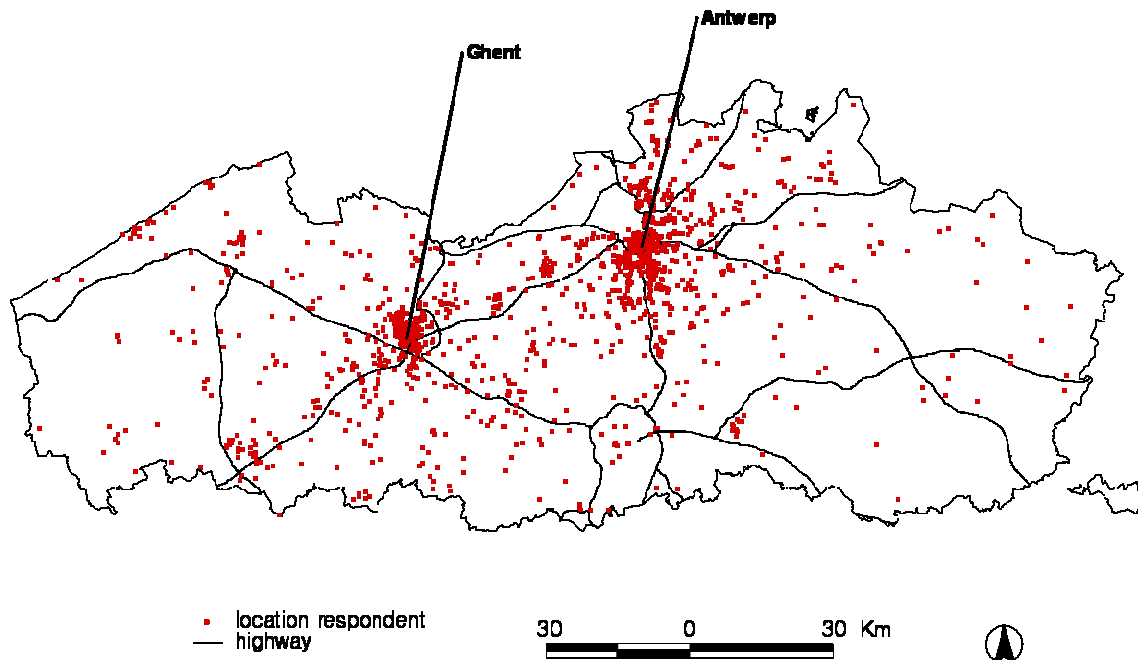 Antwerp
Ghent
location respondent
highway
30 0 30 Km